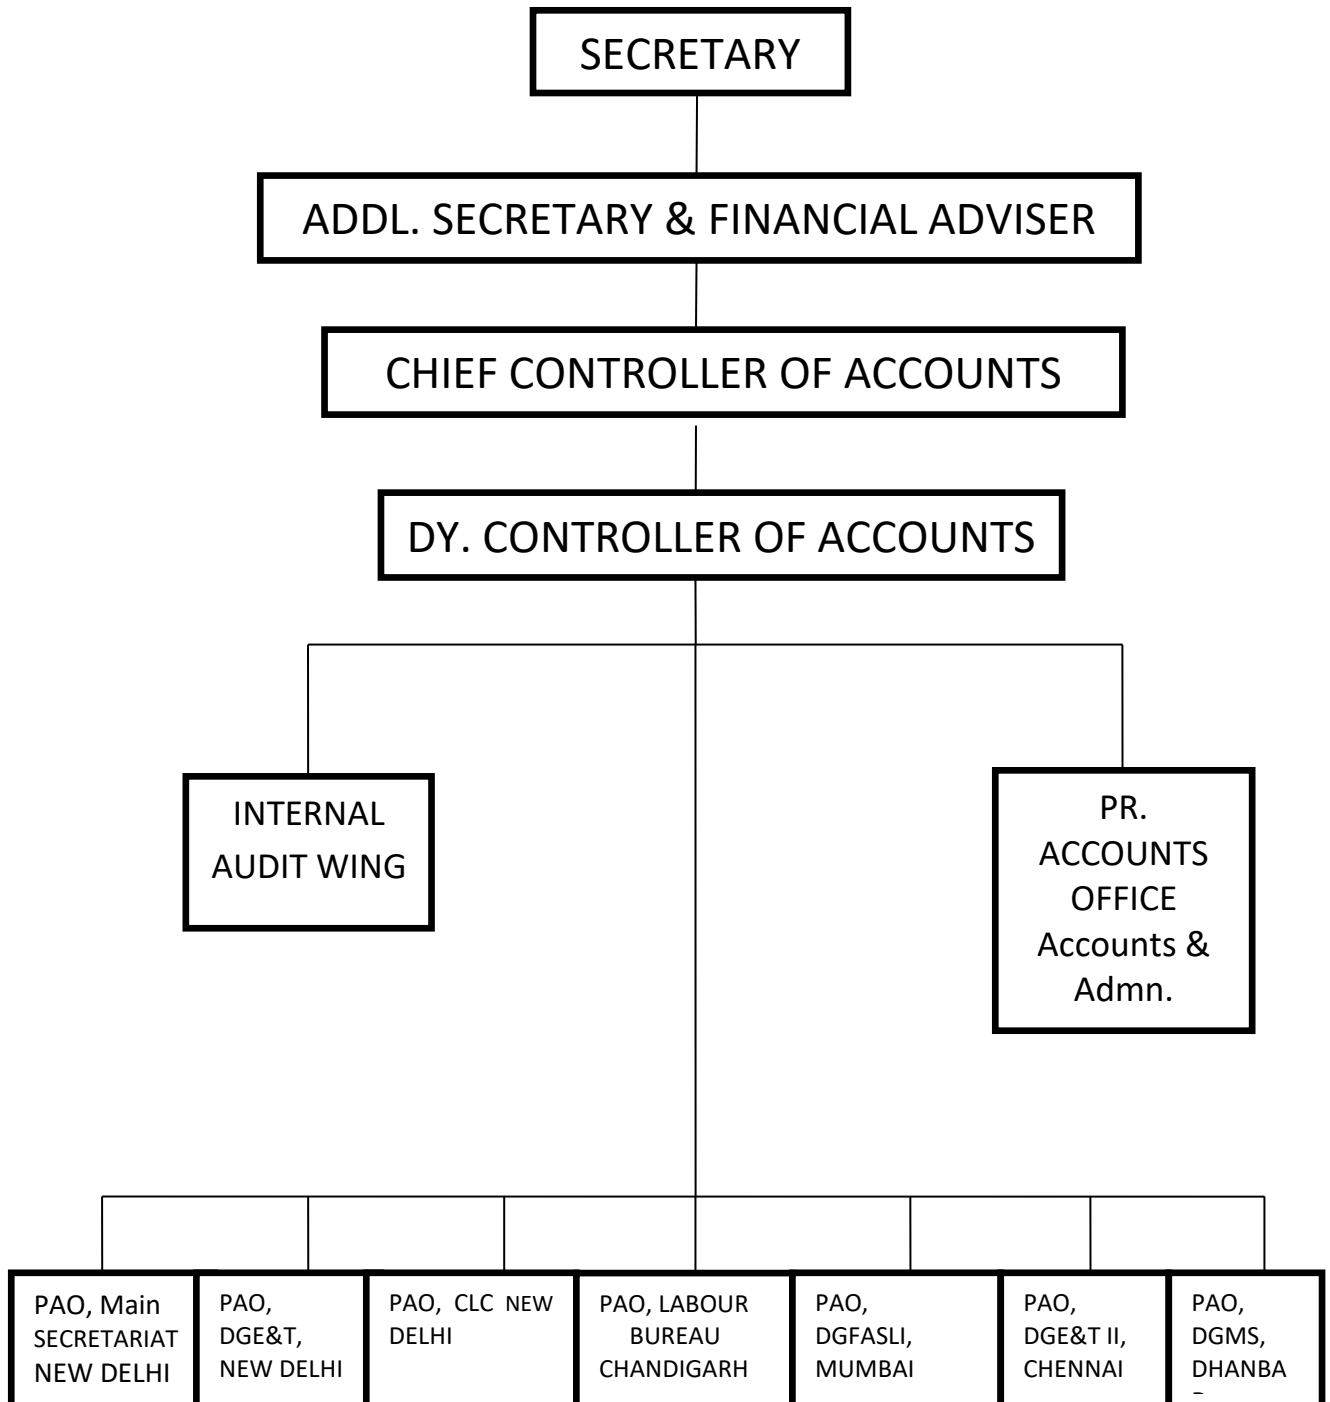 SECRETARY
ADDL. SECRETARY & FINANCIAL ADVISER
CHIEF CONTROLLER OF ACCOUNTS
DY. CONTROLLER OF ACCOUNTS
INTERNAL
AUDIT WING
PR.
ACCOUNTS
OFFICE
Accounts &
Admn.
PAO, Main
SECRETARIAT
NEW DELHI
PAO,
DGE&T,
NEW DELHI
PAO, CLC NEW
DELHI
PAO, LABOUR
BUREAU
CHANDIGARH
PAO,
DGFASLI,
MUMBAI
PAO,
DGE&T II,
CHENNAI
PAO,
DGMS,
DHANBA